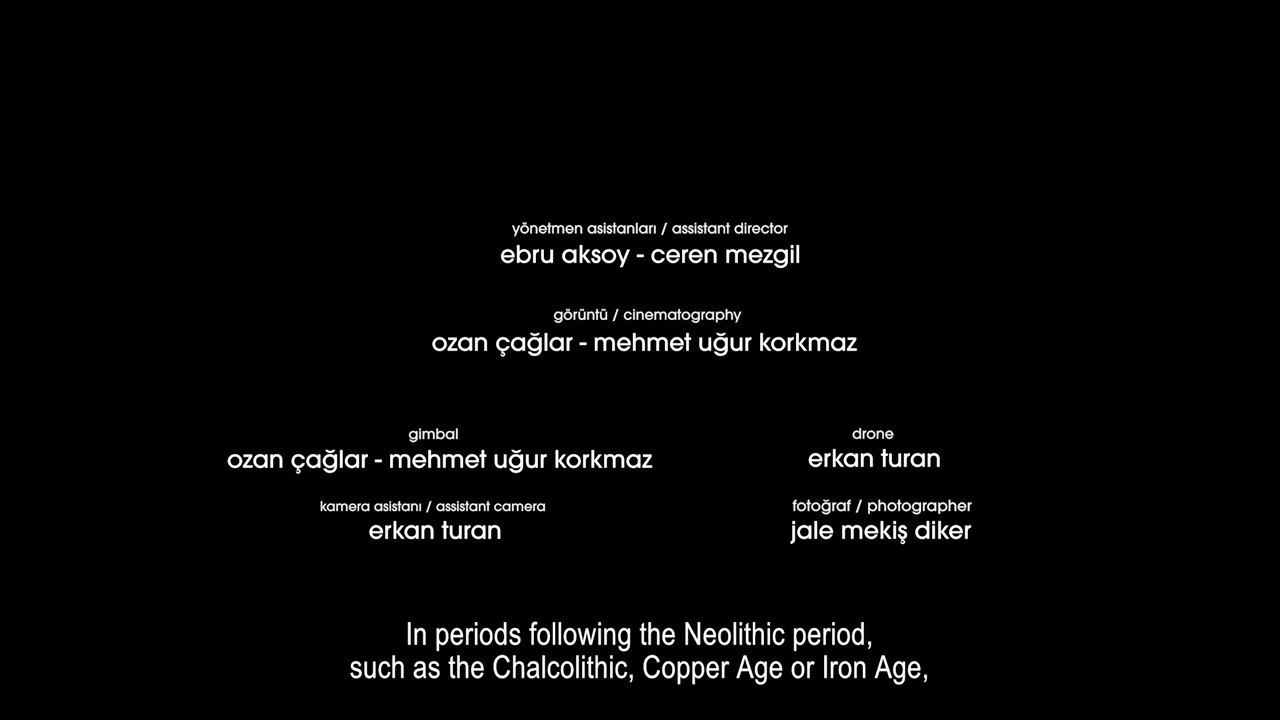 yönetmen asistanları / assistant director
ebru aksoy - ceren mezgil
görüntü / cinematography
ozan çağlar - mehmet uğur korkmaz
gimbal
ozan çağlar - mehmet uğur korkmaz
drone
erkan turan
kamera asistanı / assistant camera
erkan turan
fotoğraf / photographer
jale mekiş diker
In periods following the Neolithic period,
such as the Chalcolithic, Copper Age or Iron Age,